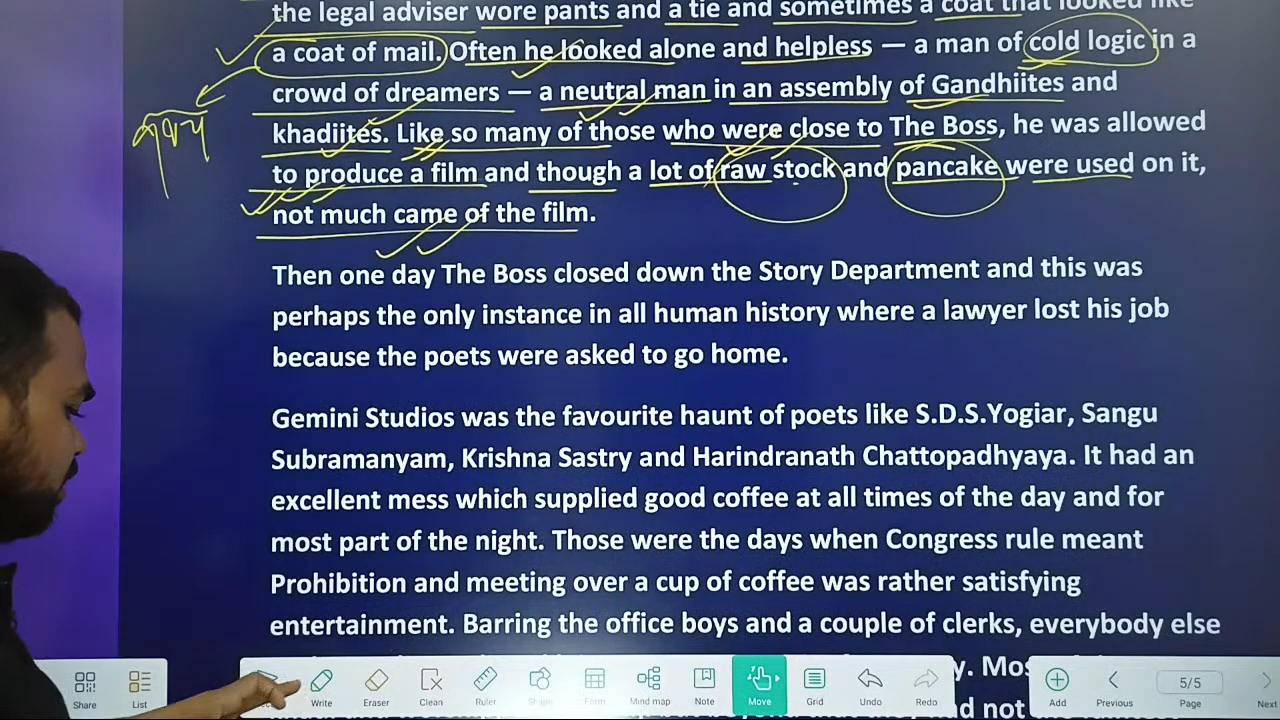 the legal adviser wore pants and a tie and sometimes a coat that looked like
a coat of mail. Often he looked alone and helpless — a man of cold logic in a
crowd of dreamers — a neutral man in an assembly of Gandhiites and
khadiites. Like so many of those who were close to The Boss, he was allowed
to produce a film and though a lot of raw stock and pancake were used on it,
not much came of the film.
कवच
Then one day The Boss closed down the Story Department and this was
perhaps the only instance in all human history where a lawyer lost his job
because the poets were asked to go home.
Gemini Studios was the favourite haunt of poets like S.D.S.Yogiar, Sangu
Subramanyam, Krishna Sastry and Harindranath Chattopadhyaya. It had an
excellent mess which supplied good coffee at all times of the day and for
most part of the night. Those were the days when Congress rule meant
Prohibition and meeting over a cup of coffee was rather satisfying
entertainment. Barring the office boys and a couple of clerks, everybody else
Share List Write Eraser Clean Ruler Shape Form Mind map Note Move Grid Undo Redo Add Previous 5/5 Page Next